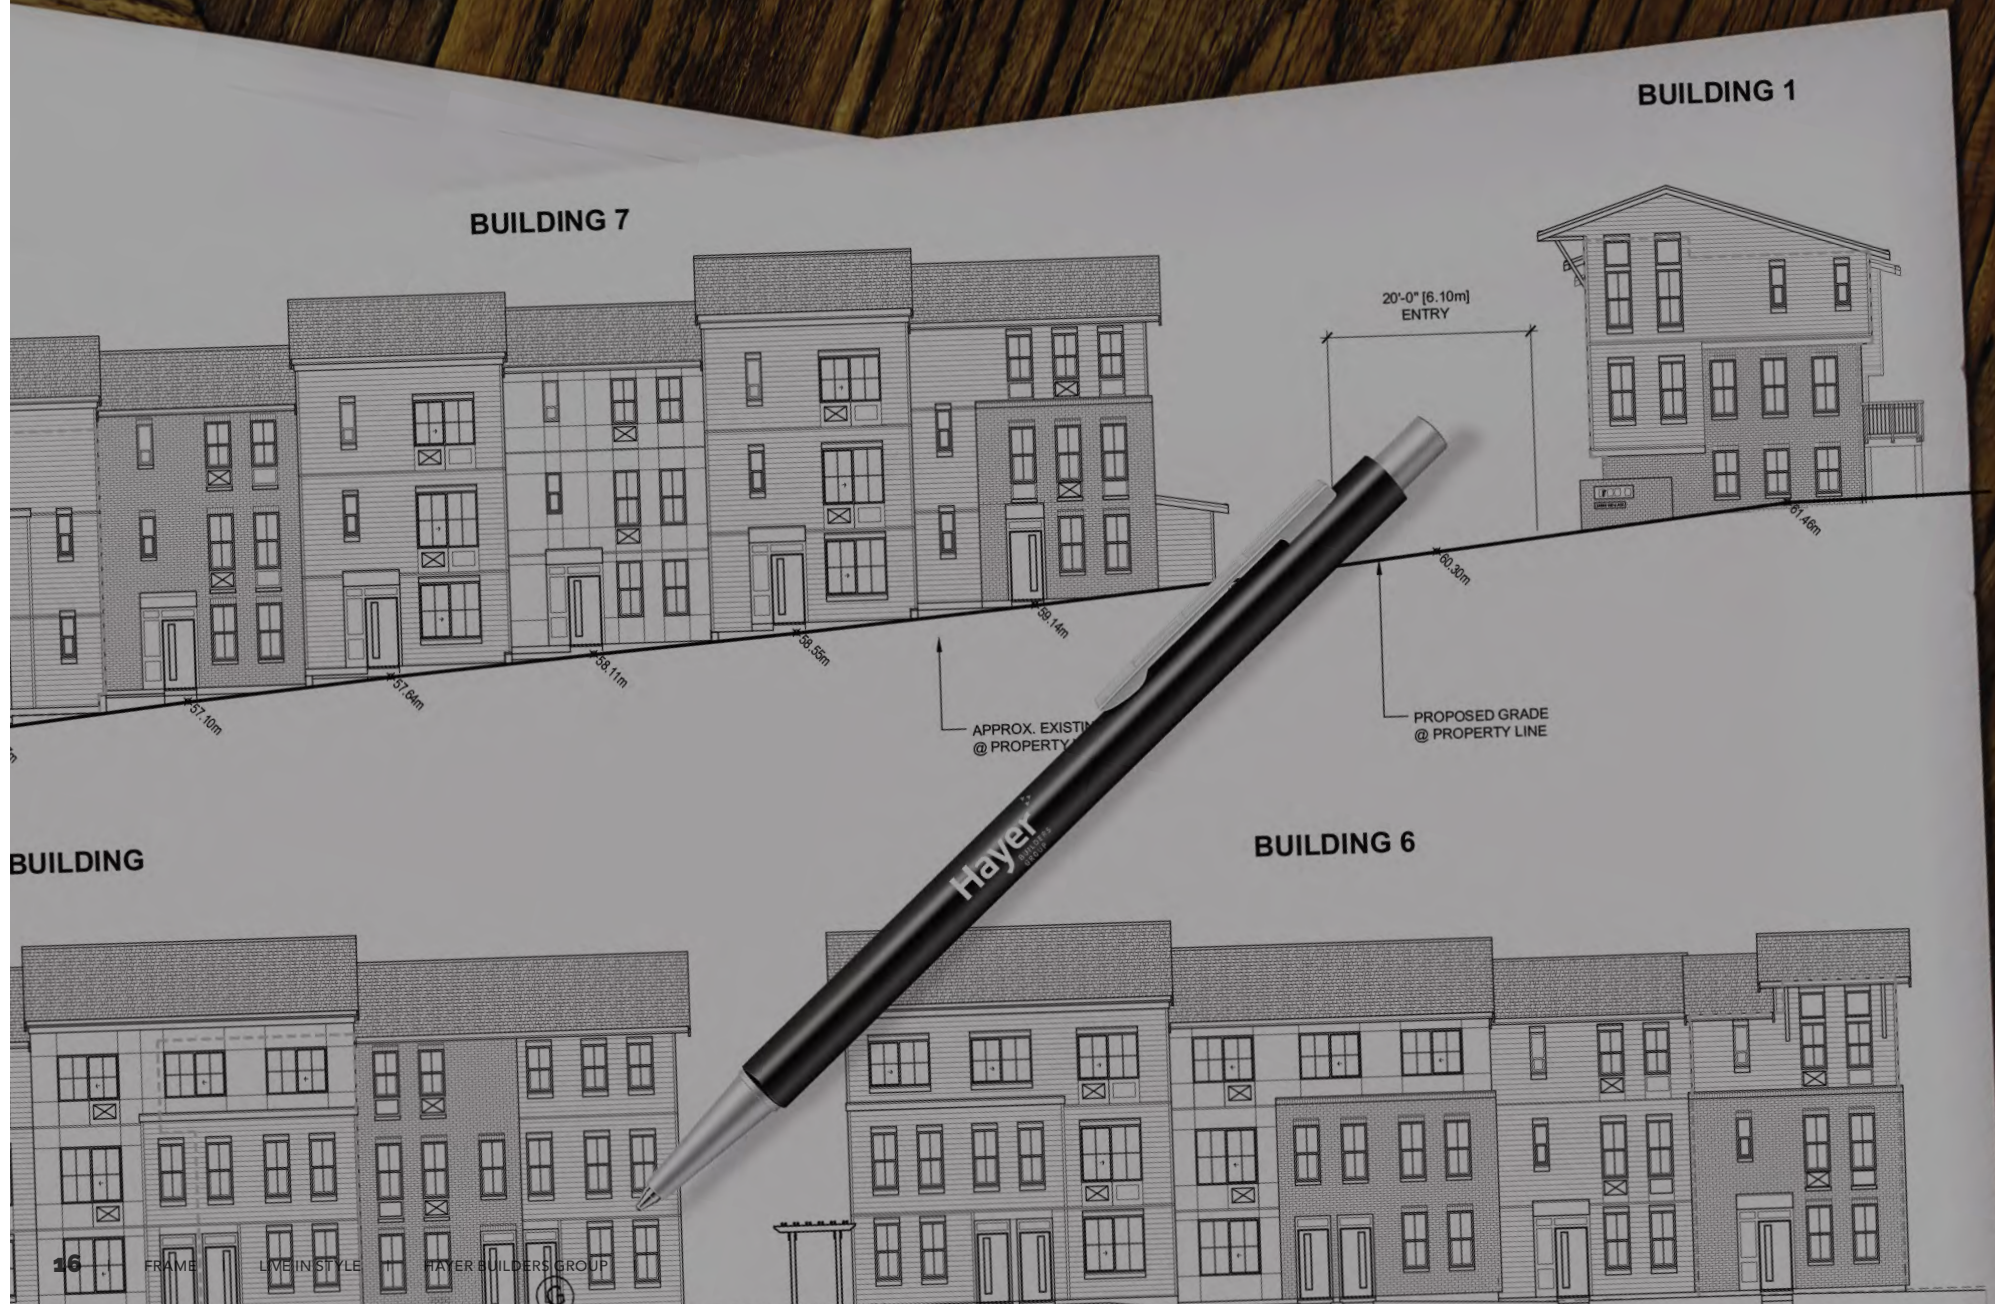 BUILDING 1
BUILDING 7
20'-0" [6.10m]
ENTRY
61.46m
60.30m
59.14m
58.55m
58.11m
57.64m
57.10m
APPROX. EXISTIN
@ PROPERTY
PROPOSED GRADE
@ PROPERTY LINE
Hayer
BUILDERS
GROUP
BUILDING
BUILDING 6
16 | FRAME | LIVE IN STYLE | HAYER BUILDERS GROUP
G